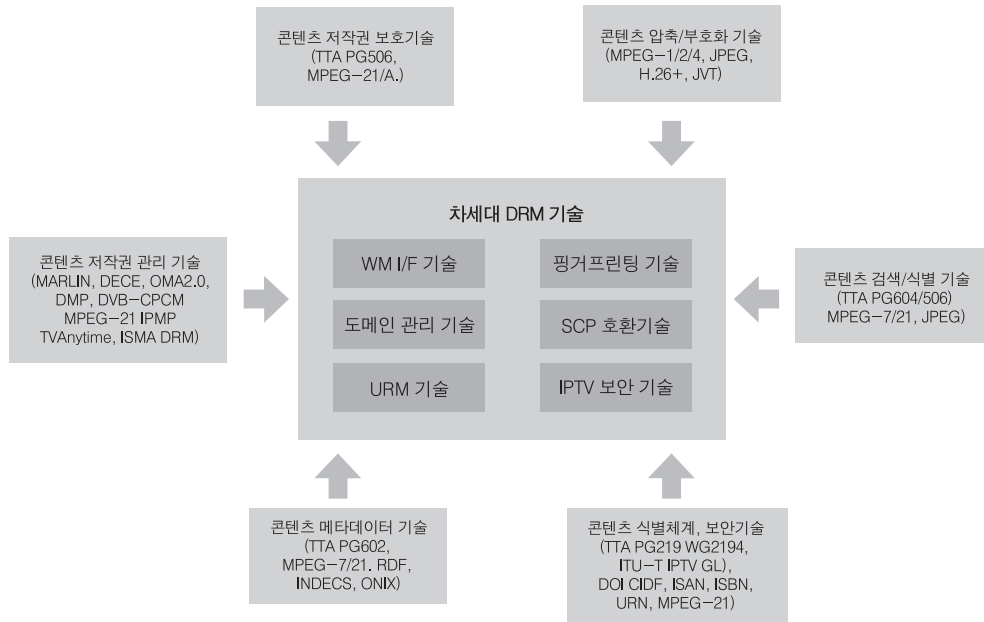 콘텐츠 저작권 보호기술
(TTA PG506,
MPEG-21/A.)
콘텐츠 압축/부호화 기술
(MPEG-1/2/4, JPEG,
H.26+, JVT)
차세대 DRM 기술
WM I/F 기술
핑거프린팅 기술
도메인 관리 기술
SCP 호환기술
URM 기술
IPTV 보안 기술
콘텐츠 저작권 관리 기술
(MARLIN, DECE, OMA2.0,
DMP, DVB-CPCM
MPEG-21 IPMP
TVAnytime, ISMA DRM)
콘텐츠 검색/식별 기술
(TTA PG604/506)
MPEG-7/21, JPEG)
콘텐츠 메타데이터 기술
(TTA PG602,
MPEG-7/21. RDF,
INDECS, ONIX)
콘텐츠 식별체계, 보안기술
(TTA PG219 WG2194,
ITU-T IPTV GL),
DOI CIDF, ISAN, ISBN,
URN, MPEG-21)